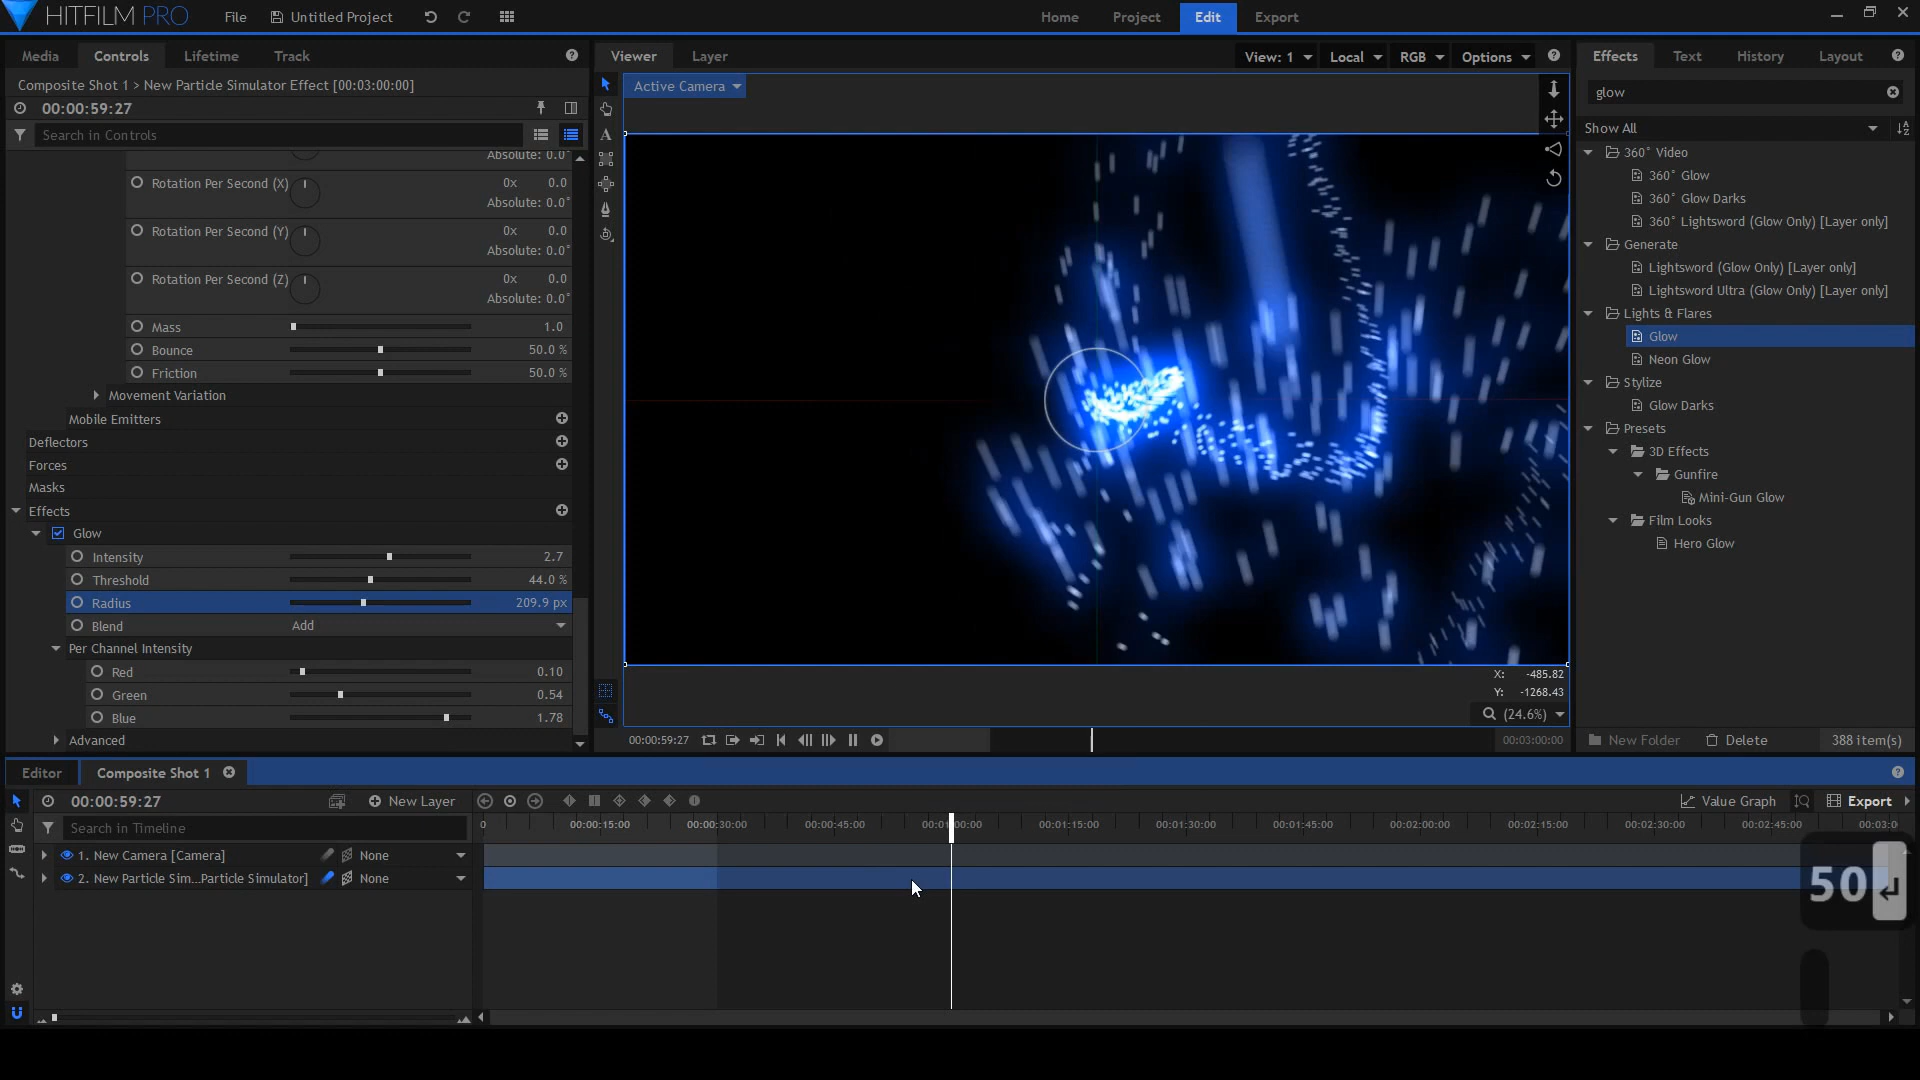 HITFILM PRO
File
Untitled Project
Home
Project
Edit
Export
Media
Controls
Lifetime
Track
Composite Shot 1 > New Particle Simulator Effect [00:03:00:00]
00:00:59:27
Search in Controls
Absolute: 0.0°
Rotation Per Second (X)
0x 0.0
Absolute: 0.0°
Rotation Per Second (Y)
0x 0.0
Absolute: 0.0°
Rotation Per Second (Z)
0x 0.0
Absolute: 0.0°
Mass 1.0
Bounce 50.0 %
Friction 50.0 %
Movement Variation
Mobile Emitters
Deflectors
Forces
Masks
Effects
Glow
Intensity 2.7
Threshold 44.0 %
Radius 209.9 px
Blend Add
Per Channel Intensity
Red 0.10
Green 0.54
Blue 1.78
Advanced
Viewer
Layer
View: 1
Local
RGB
Options
Active Camera
X: -485.82
Y: -1268.43
(24.6%)
00:00:59:27
00:03:00:00
Effects
Text
History
Layout
glow
Show All
360° Video
360° Glow
360° Glow Darks
360° Lightsword (Glow Only) [Layer only]
Generate
Lightsword (Glow Only) [Layer only]
Lightsword Ultra (Glow Only) [Layer only]
Lights & Flares
Glow
Neon Glow
Stylize
Glow Darks
Presets
3D Effects
Gunfire
Mini-Gun Glow
Film Looks
Hero Glow
New Folder
Delete
388 item(s)
Editor
Composite Shot 1
00:00:59:27
New Layer
Value Graph
Export
Search in Timeline
0
00:00:15:00
00:00:30:00
00:00:45:00
00:01:00:00
00:01:15:00
00:01:30:00
00:01:45:00
00:02:00:00
00:02:15:00
00:02:30:00
00:02:45:00
00:03:0
1. New Camera [Camera]
None
2. New Particle Sim...Particle Simulator]
None
50